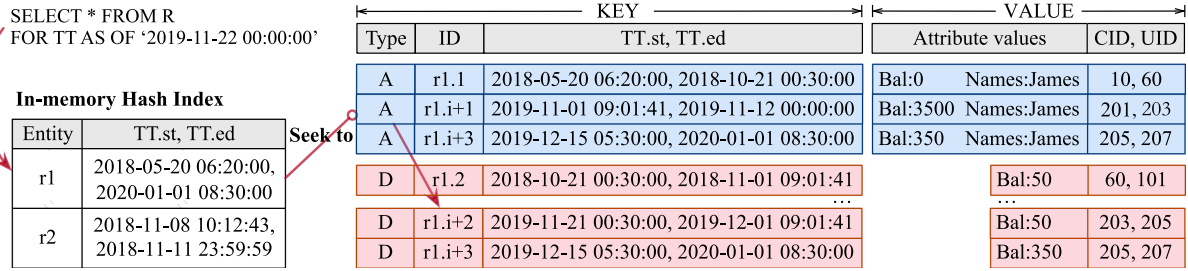 SELECT * FROM R
FOR TT AS OF ‘2019-11-22 00:00:00’
In-memory Hash Index
Entity TT.st, TT.ed
r1 2018-05-20 06:20:00,
2020-01-01 08:30:00
r2 2018-11-08 10:12:43,
2018-11-11 23:59:59
Seek to
KEY VALUE
Type ID TT.st, TT.ed Attribute values CID, UID
A r1.1 2018-05-20 06:20:00, 2018-10-21 00:30:00 Bal:0 Names:James 10, 60
A r1.i+1 2019-11-01 09:01:41, 2019-11-12 00:00:00 Bal:3500 Names:James 201, 203
A r1.i+3 2019-12-15 05:30:00, 2020-01-01 08:30:00 Bal:350 Names:James 205, 207
D r1.2 2018-10-21 00:30:00, 2018-11-01 09:01:41 Bal:50 60, 101
... ...
D r1.i+2 2019-11-21 00:30:00, 2019-12-01 09:01:41 Bal:50 203, 205
D r1.i+3 2019-12-15 05:30:00, 2020-01-01 08:30:00 Bal:350 205, 207